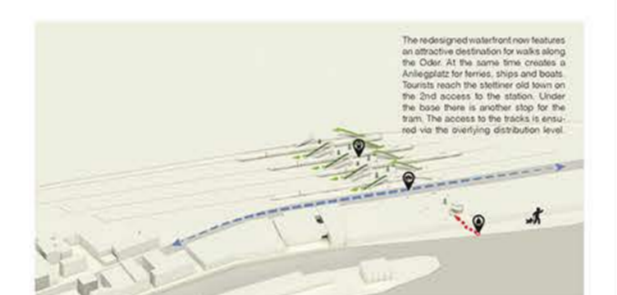 The redesigned waterfront now features
an attractive destination for walks along
the Oder. At the same time creates a
Anliegplatz for ferries, ships and boats.
Tourists reach the stettiner old town on
the 2nd access to the station. Under
the base there is another stop for the
tram. The access to the tracks is ensu-
red via the overlying distribution level.